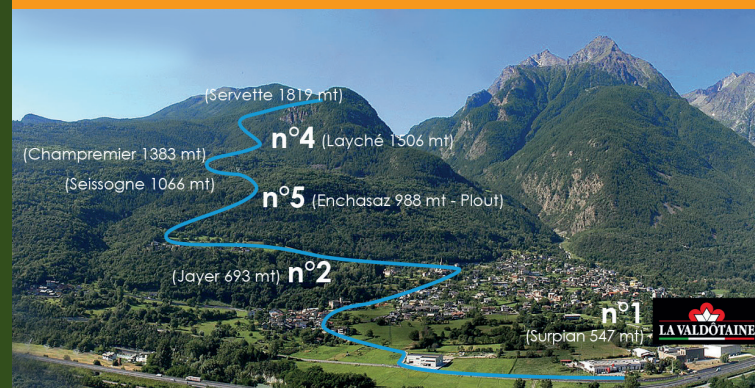 (Servette 1819 mt)
n°4 (Layché 1506 mt)
(Champremier 1383 mt)
(Seissogne 1066 mt)
n°5 (Enchasaz 988 mt - Plout)
(Jayer 693 mt) n°2
n°1
(Surpian 547 mt)
LA VALDÔTAINE